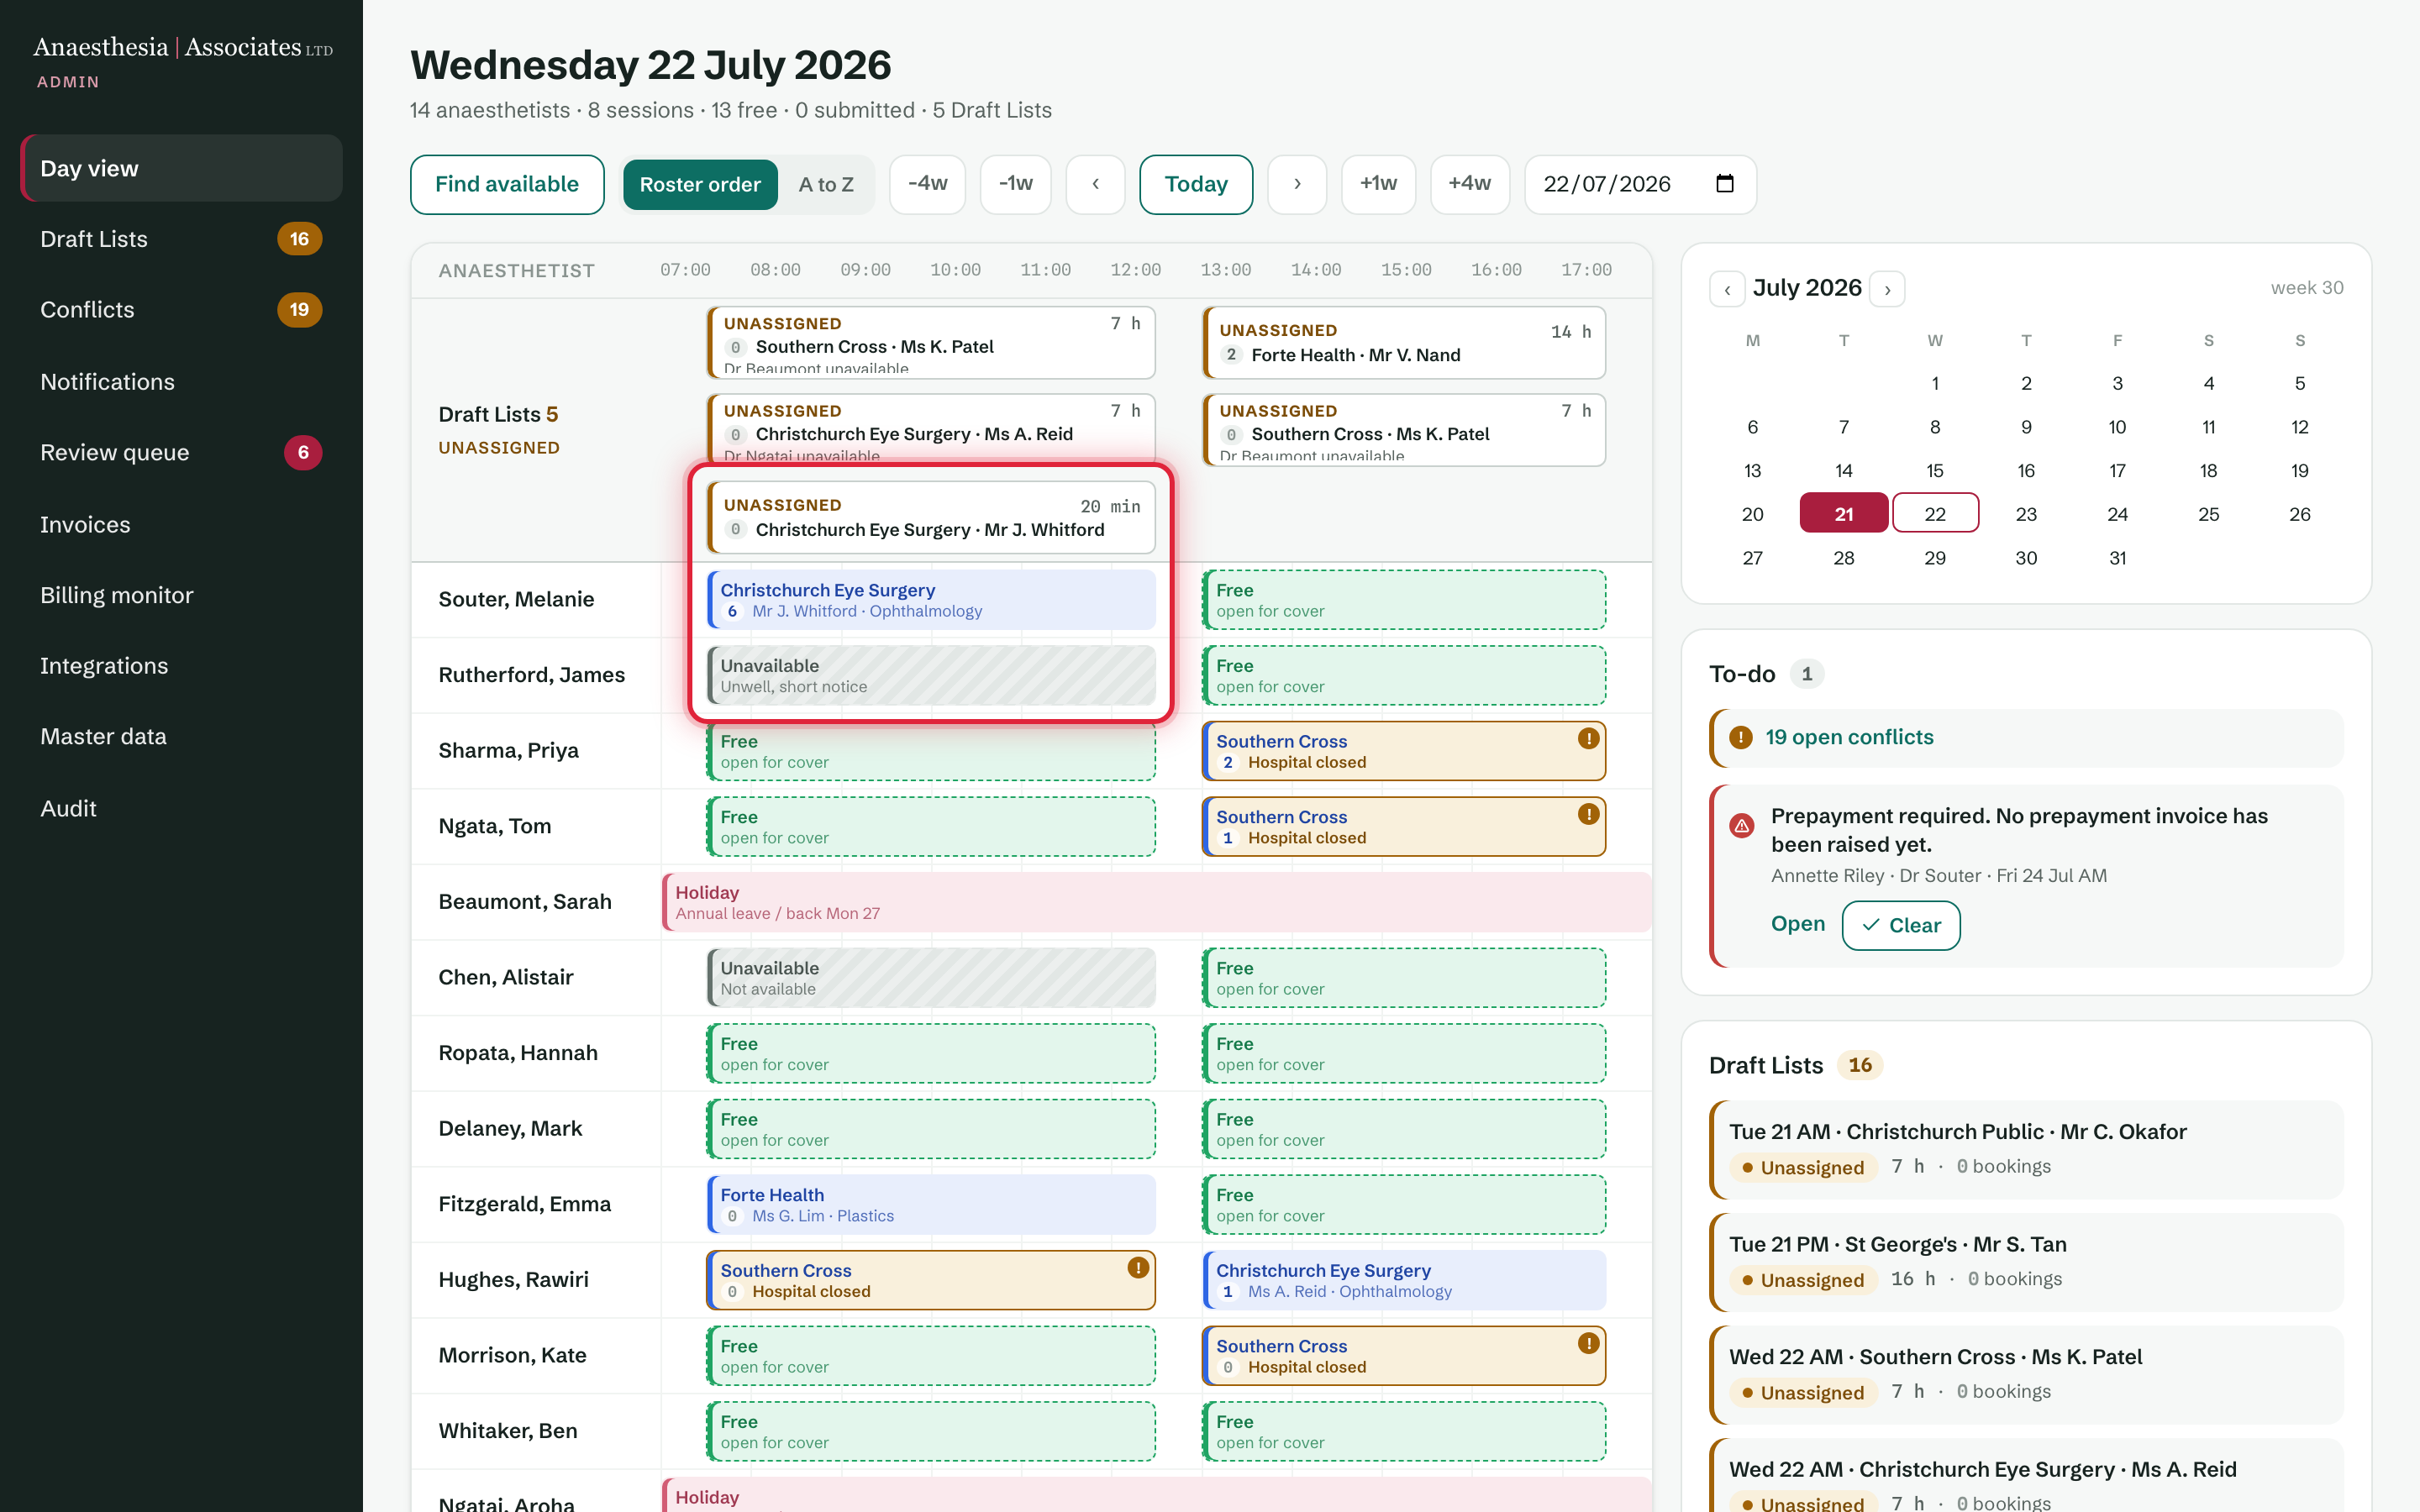 Anaesthesia | Associates LTD
ADMIN
Day view
Draft Lists 16
Conflicts 19
Notifications
Review queue 6
Invoices
Billing monitor
Integrations
Master data
Audit
Wednesday 22 July 2026
14 anaesthetists · 8 sessions · 13 free · 0 submitted · 5 Draft Lists
Find available Roster order A to Z -4w -1w ‹ Today › +1w +4w 22/07/2026
ANAESTHETIST 07:00 08:00 09:00 10:00 11:00 12:00 13:00 14:00 15:00 16:00 17:00
Draft Lists 5
UNASSIGNED
UNASSIGNED 7 h
0 Southern Cross · Ms K. Patel
Dr Beaumont unavailable
UNASSIGNED 14 h
2 Forte Health · Mr V. Nand
UNASSIGNED 7 h
0 Christchurch Eye Surgery · Ms A. Reid
Dr Ngatai unavailable
UNASSIGNED 7 h
0 Southern Cross · Ms K. Patel
Dr Beaumont unavailable
UNASSIGNED 20 min
0 Christchurch Eye Surgery · Mr J. Whitford
Souter, Melanie
Christchurch Eye Surgery
6 Mr J. Whitford · Ophthalmology
Free
open for cover
Rutherford, James
Unavailable
Unwell, short notice
Free
open for cover
Sharma, Priya
Free
open for cover
Southern Cross !
2 Hospital closed
Ngata, Tom
Free
open for cover
Southern Cross !
1 Hospital closed
Beaumont, Sarah
Holiday
Annual leave / back Mon 27
Chen, Alistair
Unavailable
Not available
Free
open for cover
Ropata, Hannah
Free
open for cover
Free
open for cover
Delaney, Mark
Free
open for cover
Free
open for cover
Fitzgerald, Emma
Forte Health
0 Ms G. Lim · Plastics
Free
open for cover
Hughes, Rawiri
Southern Cross !
0 Hospital closed
Christchurch Eye Surgery
1 Ms A. Reid · Ophthalmology
Morrison, Kate
Free
open for cover
Southern Cross !
0 Hospital closed
Whitaker, Ben
Free
open for cover
Free
open for cover
Ngatai, Aroha
Holiday
‹ July 2026 › week 30
M T W T F S S
1 2 3 4 5
6 7 8 9 10 11 12
13 14 15 16 17 18 19
20 21 22 23 24 25 26
27 28 29 30 31
To-do 1
! 19 open conflicts
Prepayment required. No prepayment invoice has
been raised yet.
Annette Riley · Dr Souter · Fri 24 Jul AM
Open ✓ Clear
Draft Lists 16
Tue 21 AM · Christchurch Public · Mr C. Okafor
Unassigned 7 h · 0 bookings
Tue 21 PM · St George's · Mr S. Tan
Unassigned 16 h · 0 bookings
Wed 22 AM · Southern Cross · Ms K. Patel
Unassigned 7 h · 0 bookings
Wed 22 AM · Christchurch Eye Surgery · Ms A. Reid
Unassigned 7 h · 0 bookings